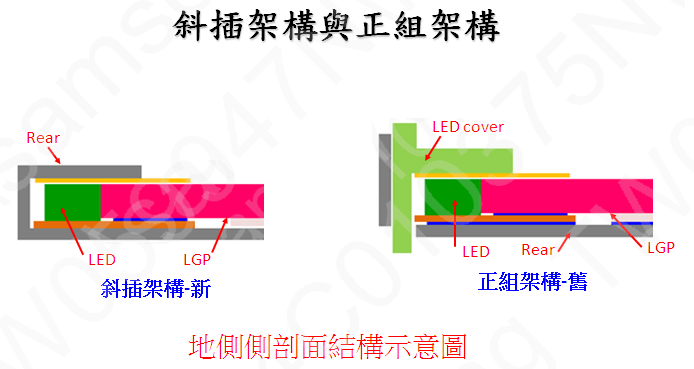 斜插架構與正組架構
Rear
LED cover
LED
LGP
LED
Rear
LGP
斜插架構-新
正組架構-舊
地側側剖面結構示意圖